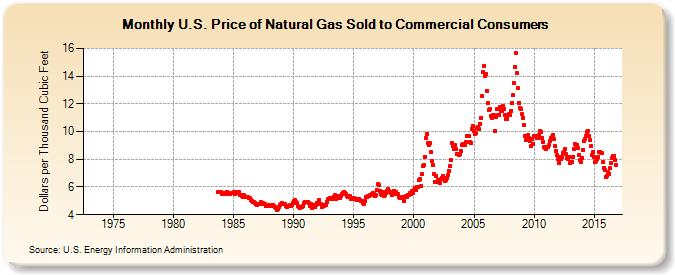 Monthly U.S. Price of Natural Gas Sold to Commercial Consumers
Dollars per Thousand Cubic Feet
16
14
12
10
8
6
4
1975 1980 1985 1990 1995 2000 2005 2010 2015
Source: U.S. Energy Information Administration